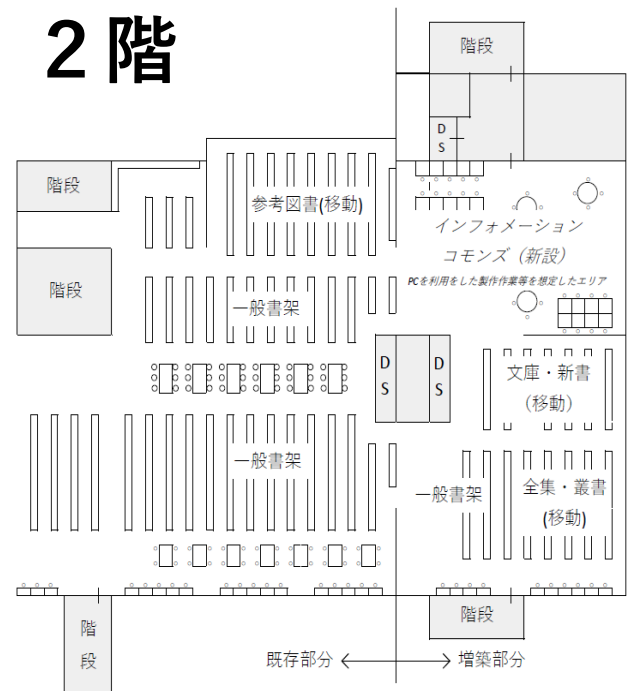 2階
階段
D
S
階段
参考図書(移動)
インフォメーション
コモンズ（新設）
PCを利用をした製作作業等を想定したエリア
階段
一般書架
D
S
D
S
文庫・新書
（移動）
一般書架
一般書架
全集・叢書
(移動)
階
段
階段
既存部分
増築部分